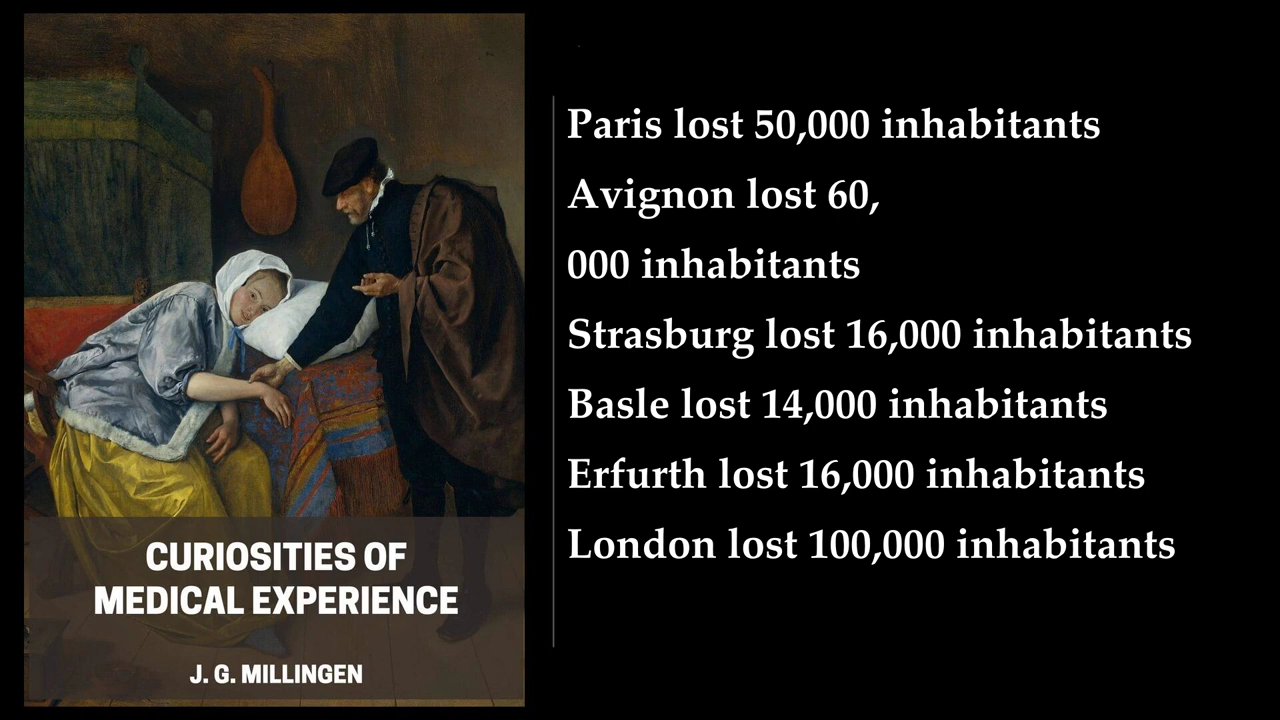 CURIOSITIES OF
MEDICAL EXPERIENCE
J. G. MILLINGEN
Paris lost 50,000 inhabitants
Avignon lost 60,
000 inhabitants
Strasburg lost 16,000 inhabitants
Basle lost 14,000 inhabitants
Erfurth lost 16,000 inhabitants
London lost 100,000 inhabitants